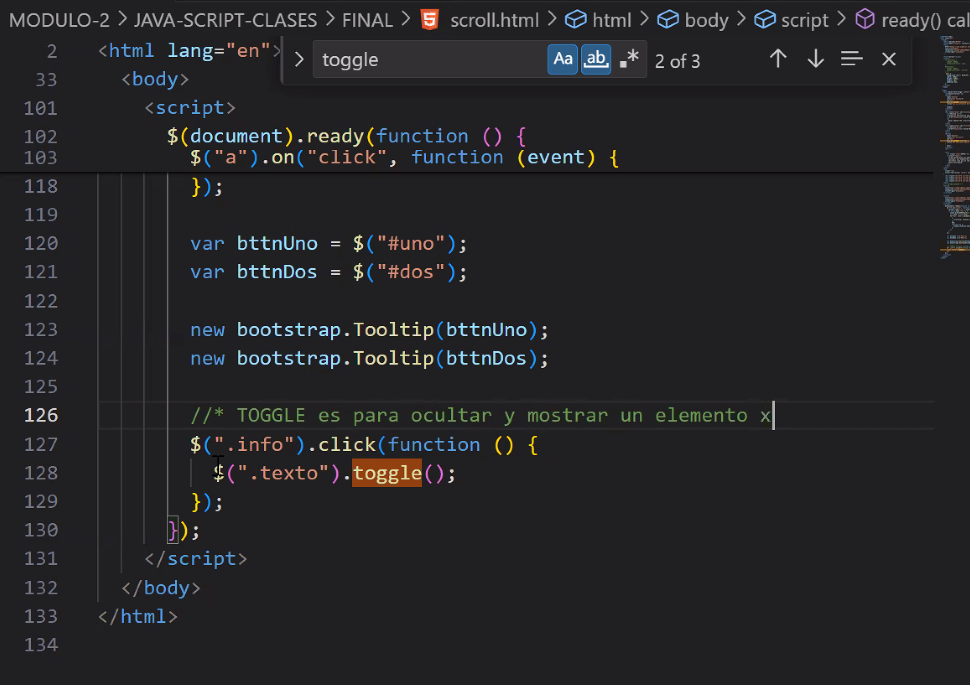 MODULO-2 > JAVA-SCRIPT-CLASES > FINAL > scroll.html > html > body > script > ready() cal
toggle Aa ab .* 2 of 3
2 <html lang="en">
33 <body>
101 <script>
102 $(document).ready(function () {
103 $("a").on("click", function (event) {
118 });
119
120 var bttnUno = $("#uno");
121 var bttnDos = $("#dos");
122
123 new bootstrap.Tooltip(bttnUno);
124 new bootstrap.Tooltip(bttnDos);
125
126 //* TOGGLE es para ocultar y mostrar un elemento x
127 $(".info").click(function () {
128 $(".texto").toggle();
129 });
130 });
131 </script>
132 </body>
133 </html>
134